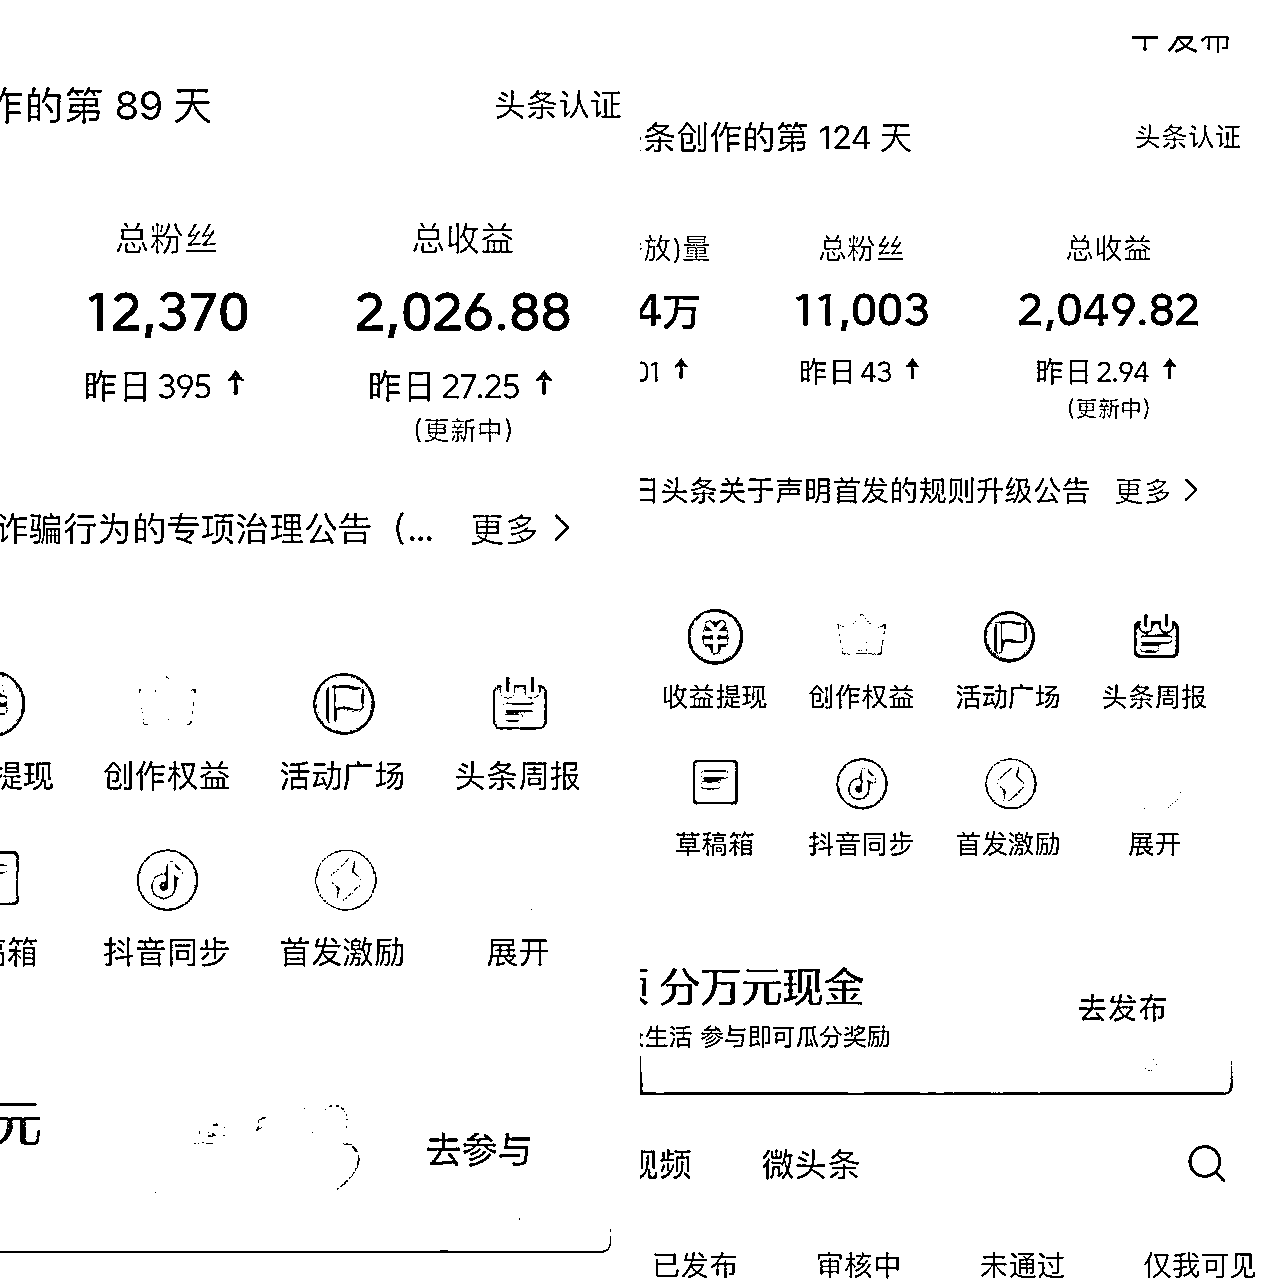 作的第 89 天
头条认证
总粉丝
总收益
12,370
2,026.88
昨日 395 ↑
昨日 27.25 ↑
(更新中)
诈骗行为的专项治理公告（... 更多 >
提现
创作权益
活动广场
头条周报
稿箱
抖音同步
首发激励
展开
元
去参与
发布
条创作的第 124 天
头条认证
放)量
总粉丝
总收益
4万
11,003
2,049.82
01 ↑
昨日 43 ↑
昨日 2.94 ↑
(更新中)
日头条关于声明首发的规则升级公告 更多 >
收益提现
创作权益
活动广场
头条周报
草稿箱
抖音同步
首发激励
展开
分万元现金
去发布
生活 参与即可瓜分奖励
视频
微头条
已发布
审核中
未通过
仅我可见